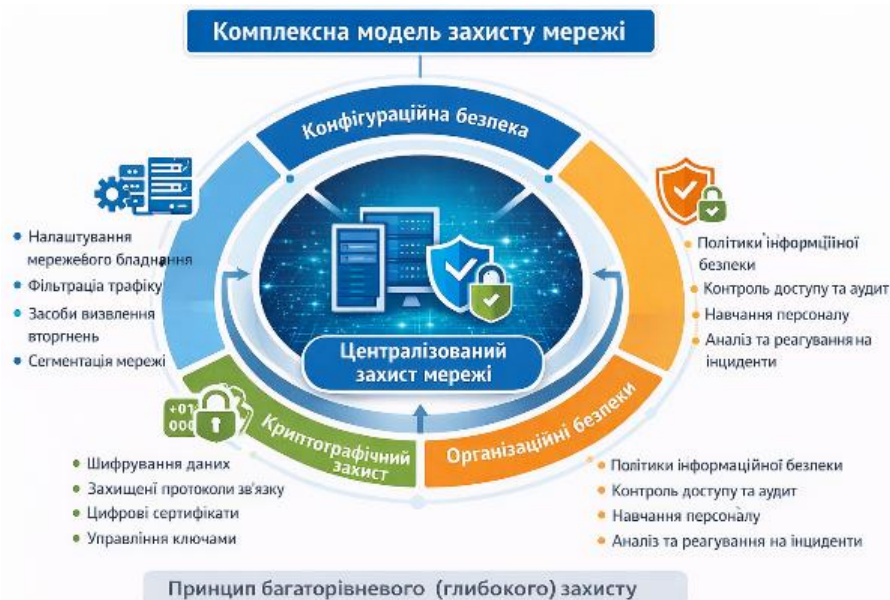 Комплексна модель захисту мережі
Конфігураційна безпека
Налаштування
мережевого бладнання
Фільтрація трафіку
Засоби визвлення
вторгнень
Сегментація мережі
Політики інформціїної
безпеки
Контроль доступу та аудит
Навчання персоналу
Аналіз та реагування на
інциденти
Централізований
захист мережі
+01
000
Криптографічний
захист
Організаційні безпеки
Шифрування даних
Захищені протоколи зв'язку
Цифрові сертифікати
Управління ключами
Політики інформаційної безпеки
Контроль доступу та аудит
Навчання персоналу
Аналіз та реагування на інциденти
Принцип багаторівневого (глибокого) захисту